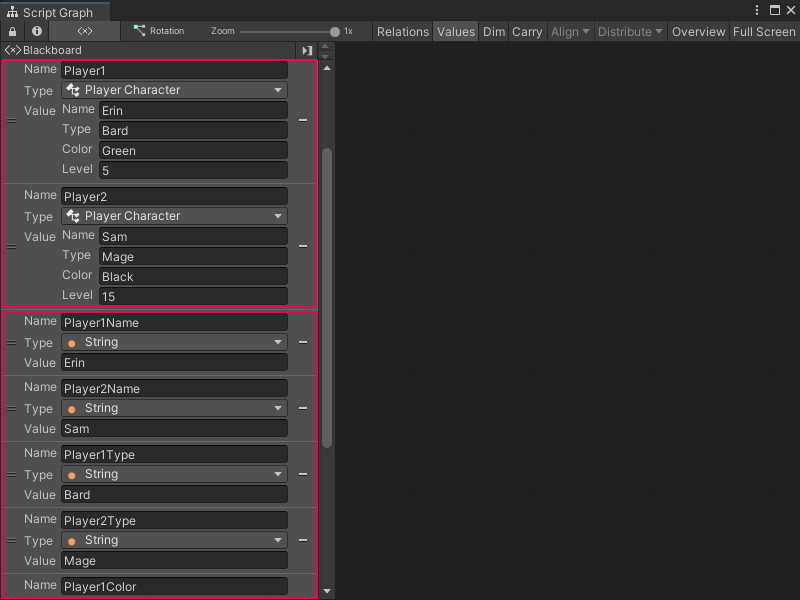 Script Graph
Rotation Zoom 1x Relations Values Dim Carry Align Distribute Overview Full Screen
Blackboard
Name Player1
Type Player Character
Value Name Erin
Type Bard
Color Green
Level 5
Name Player2
Type Player Character
Value Name Sam
Type Mage
Color Black
Level 15
Name Player1Name
Type String
Value Erin
Name Player2Name
Type String
Value Sam
Name Player1Type
Type String
Value Bard
Name Player2Type
Type String
Value Mage
Name Player1Color